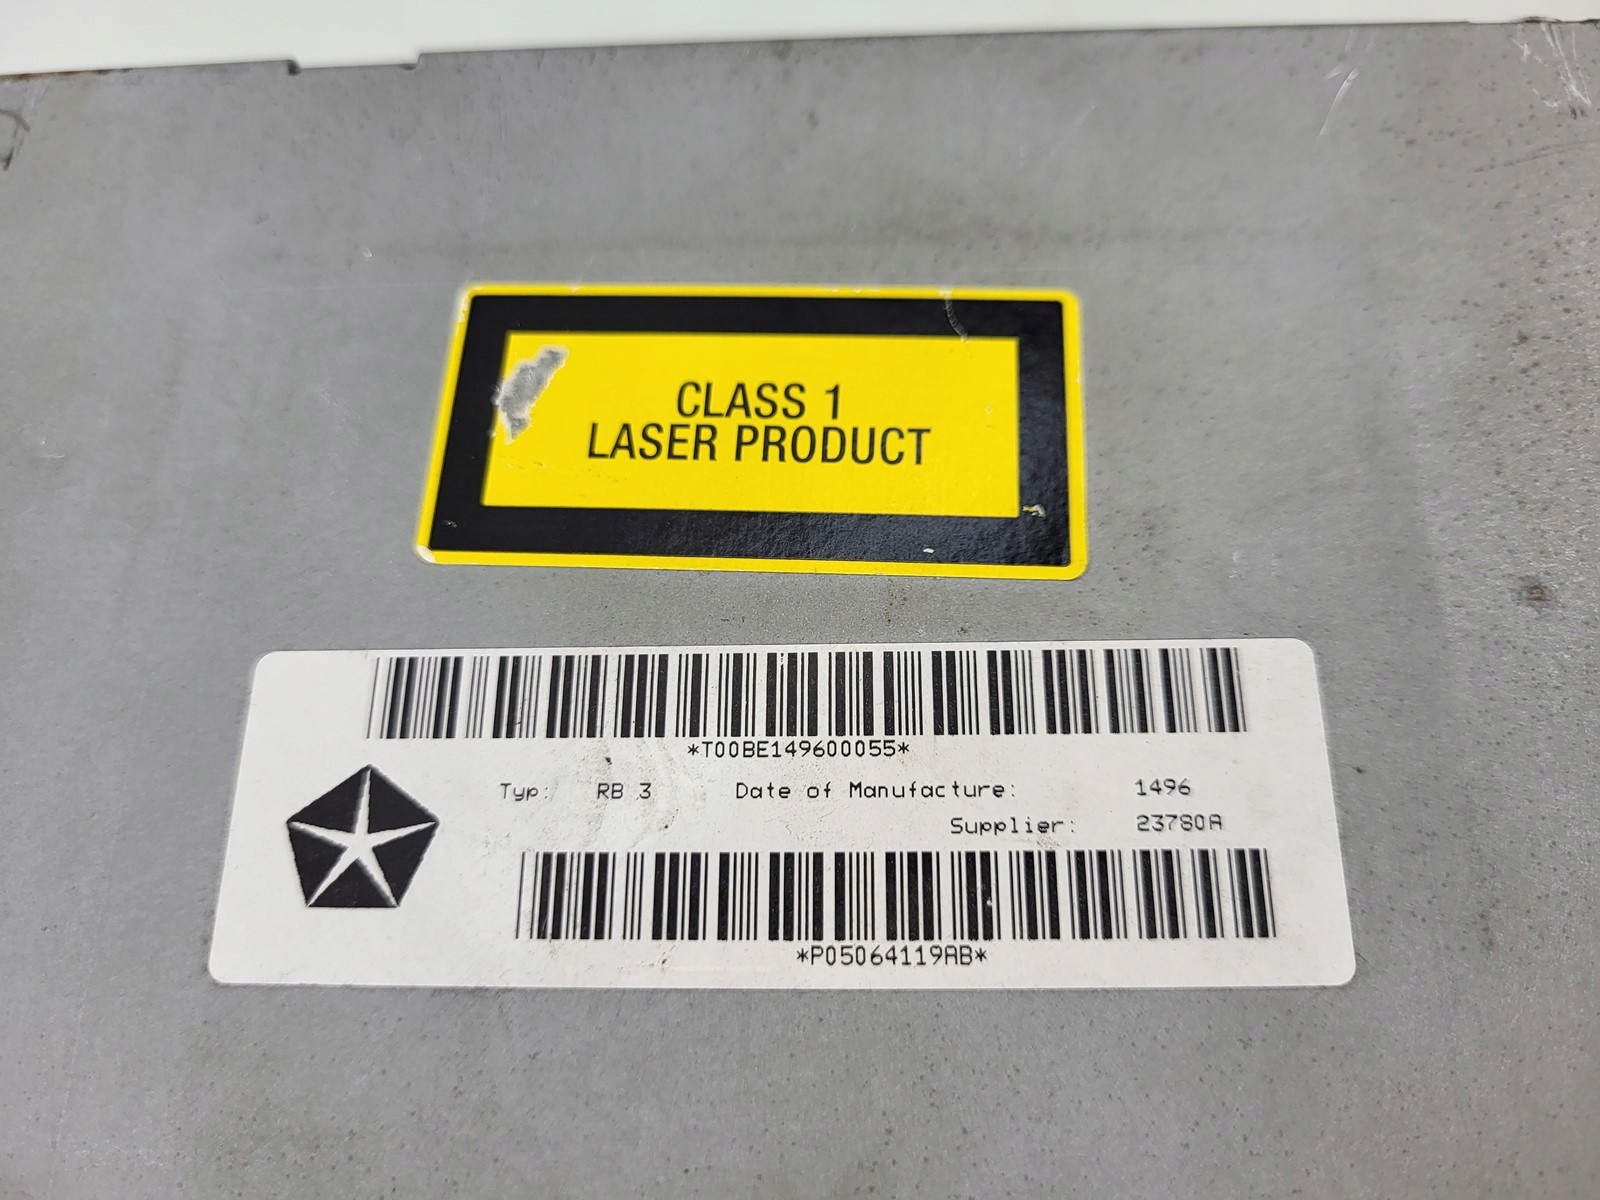 CLASS 1
LASER PRODUCT
*T00BE149600055*
Typ: RB 3 Date of Manufacture: 1496
Supplier: 23780A
*P05064119AB*